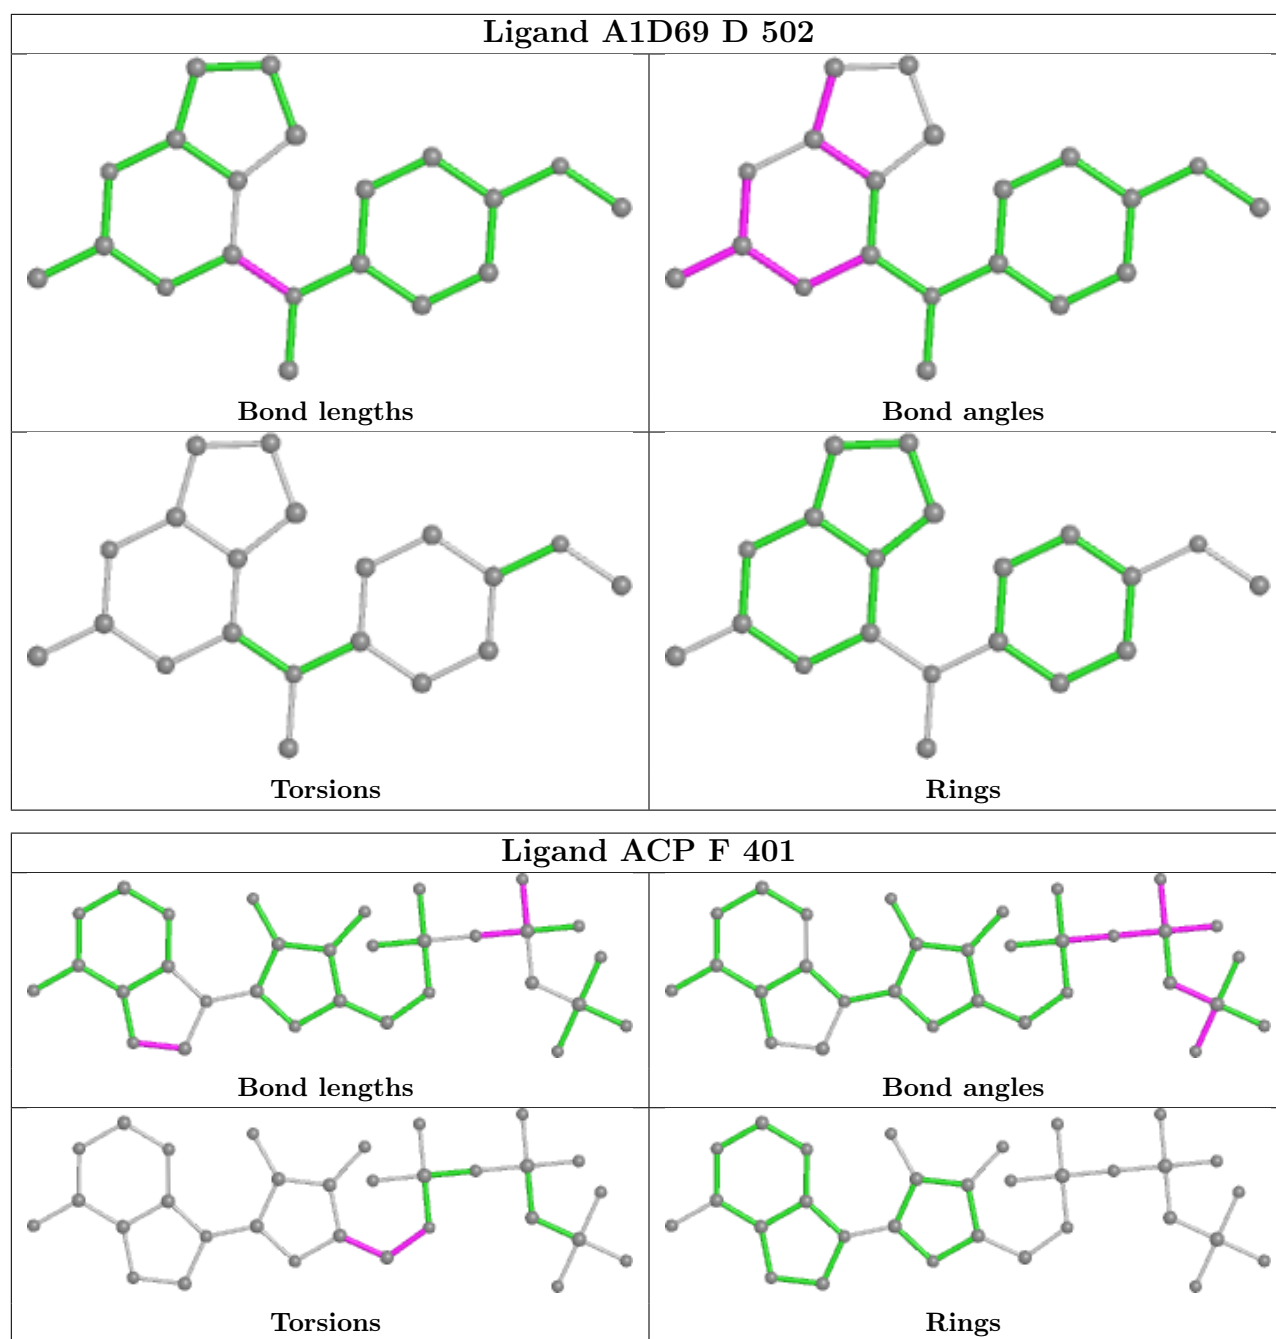 Ligand A1D69 D 502
Bond lengths
Bond angles
Torsions
Rings
Ligand ACP F 401
Bond lengths
Bond angles
Torsions
Rings